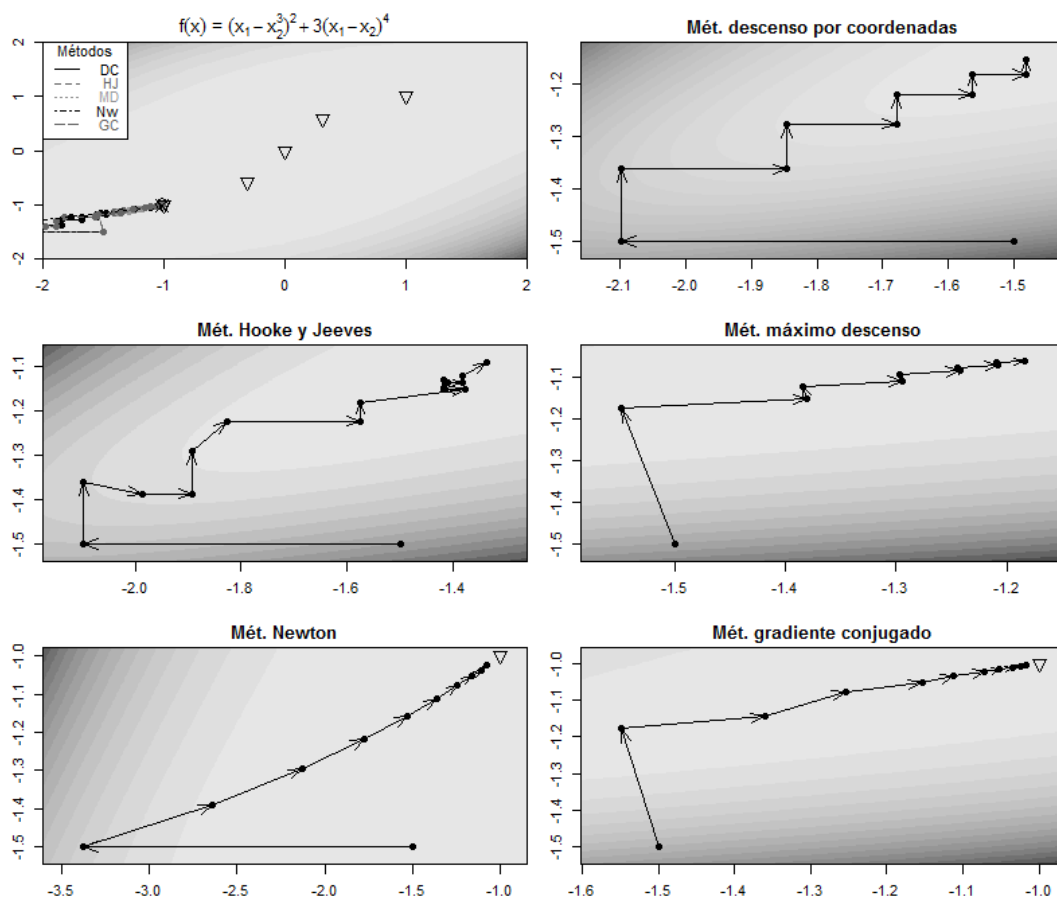 f(x) = (x₁−x₂³)²+3(x₁−x₂)⁴
Métodos
DC
HJ
MD
Nw
GC
2
1
0
-1
-2
-2 -1 0 1 2
Mét. descenso por coordenadas
-1.2
-1.3
-1.4
-1.5
-2.1 -2.0 -1.9 -1.8 -1.7 -1.6 -1.5
Mét. Hooke y Jeeves
-1.1
-1.2
-1.3
-1.4
-1.5
-2.0 -1.8 -1.6 -1.4
Mét. máximo descenso
-1.1
-1.2
-1.3
-1.4
-1.5
-1.5 -1.4 -1.3 -1.2
Mét. Newton
-1.0
-1.1
-1.2
-1.3
-1.4
-1.5
-3.5 -3.0 -2.5 -2.0 -1.5 -1.0
Mét. gradiente conjugado
-1.0
-1.1
-1.2
-1.3
-1.4
-1.5
-1.6 -1.5 -1.4 -1.3 -1.2 -1.1 -1.0